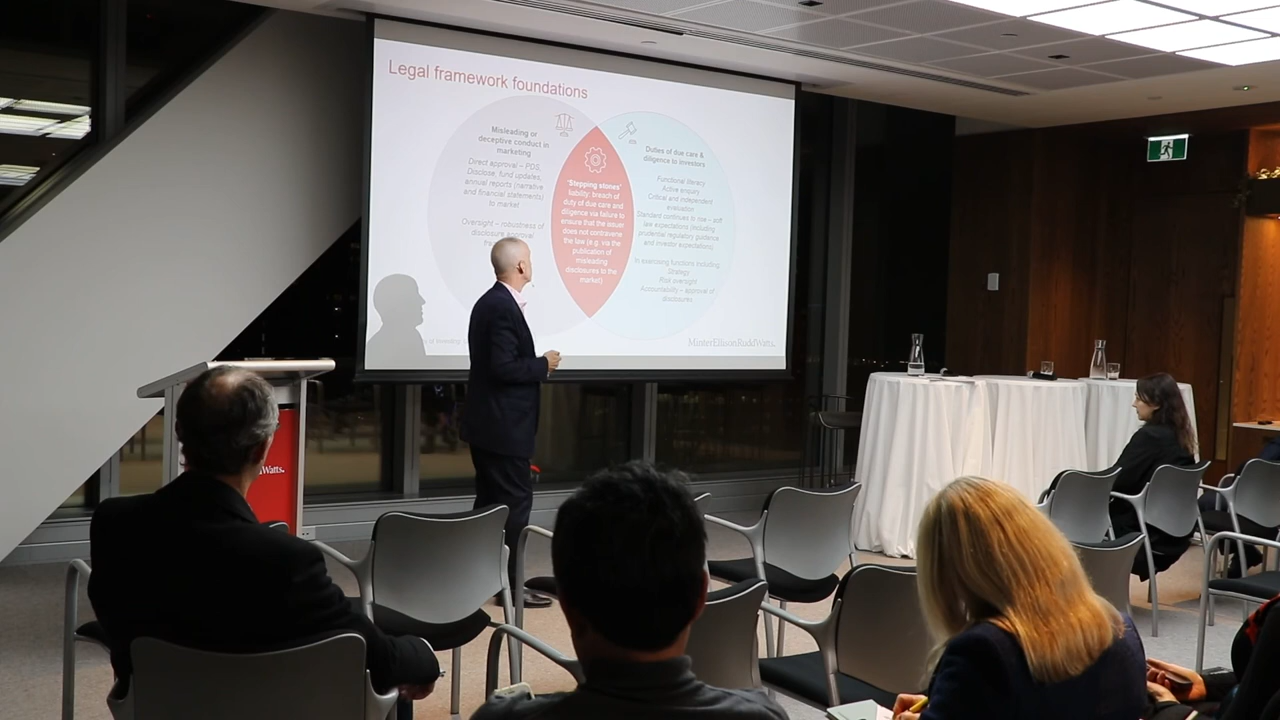 Legal framework foundations
Misleading or
deceptive conduct in
marketing
Direct approval – PDS,
Disclose, fund updates,
annual reports (narrative
and financial statements)
to market
Oversight – robustness of
disclosure approval
'Stepping stones'
liability: breach of
duty of due care and
diligence via failure to
ensure that the issuer
does not contravene
the law (e.g. via the
publication of
misleading
disclosures to the
market)
Duties of due care &
diligence to investors
Functional literacy
Active enquiry
Critical and independent
evaluation
Standard continues to rise – soft
law expectations (including
prudential regulatory guidance
and investor expectations)
In exercising functions including:
Strategy
Risk oversight
Accountability – approval of
disclosures
MinterEllisonRuddWatts.
Watts.